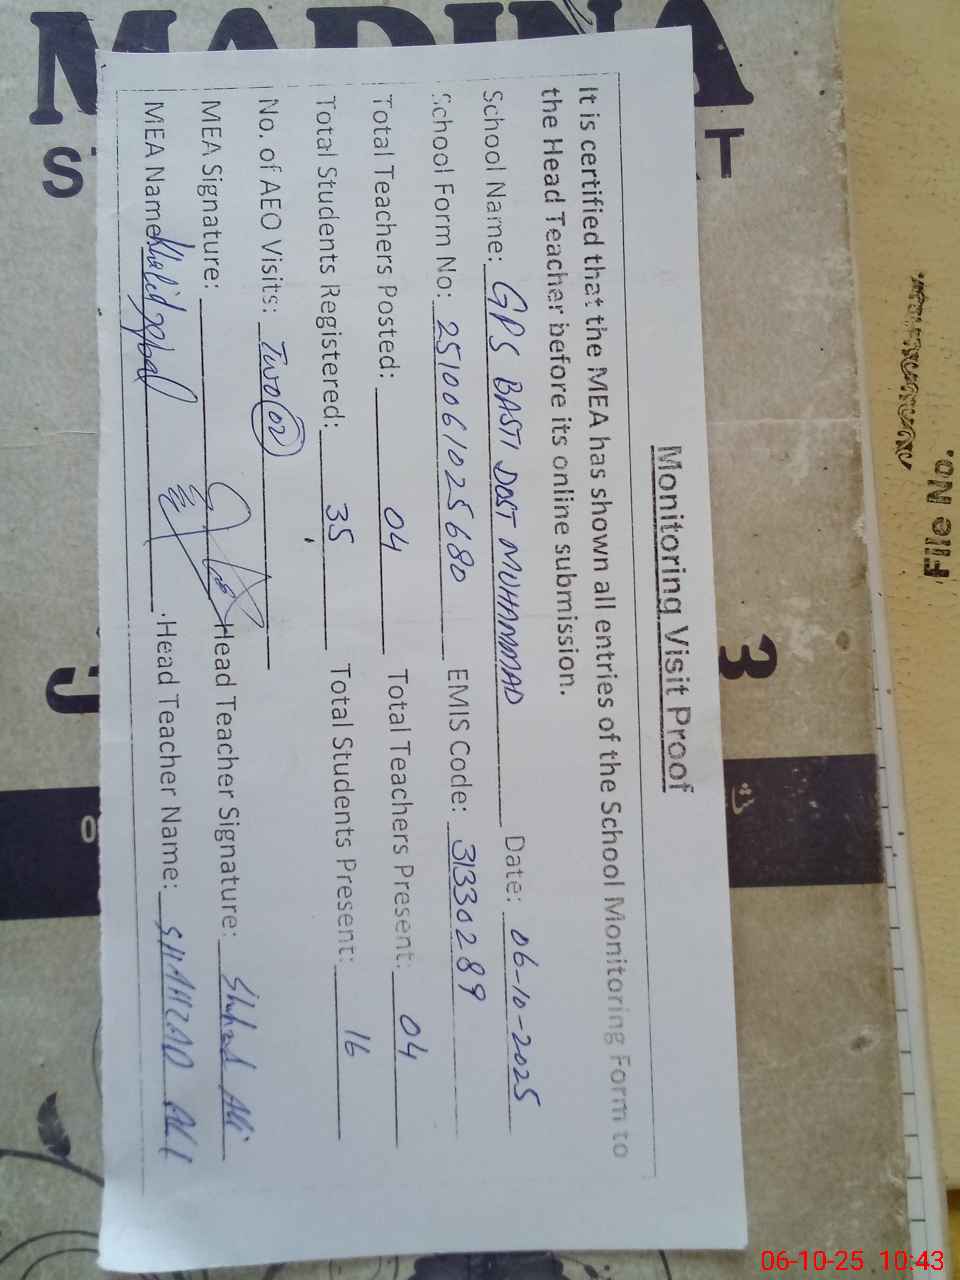 Monitoring Visit Proof
It is certified that the MEA has shown all entries of the School Monitoring Form to
the Head Teacher before its online submission.
School Name: GPS BASTI DOST MUHAMMAD Date: 06-10-2025
School Form No: 2510061025680 EMIS Code: 31330289
Total Teachers Posted: 04 Total Teachers Present: 04
Total Students Registered: 35 Total Students Present: 16
No. of AEO Visits: Two (02)
MEA Signature: Head Teacher Signature: Shahzad Ali
MEA Name: Khalid Iqbal Head Teacher Name: SHAHZAD ALI
MADINA
File No.
3
06-10-25 10:43